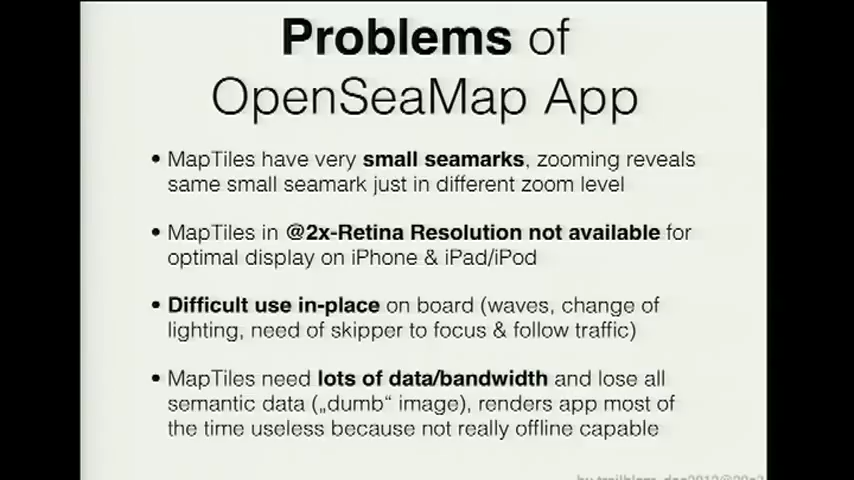 Problems of
OpenSeaMap App
• MapTiles have very small seamarks, zooming reveals
same small seamark just in different zoom level
• MapTiles in @2x-Retina Resolution not available for
optimal display on iPhone & iPad/iPod
• Difficult use in-place on board (waves, change of
lighting, need of skipper to focus & follow traffic)
• MapTiles need lots of data/bandwidth and lose all
semantic data („dumb“ image), renders app most of
the time useless because not really offline capable